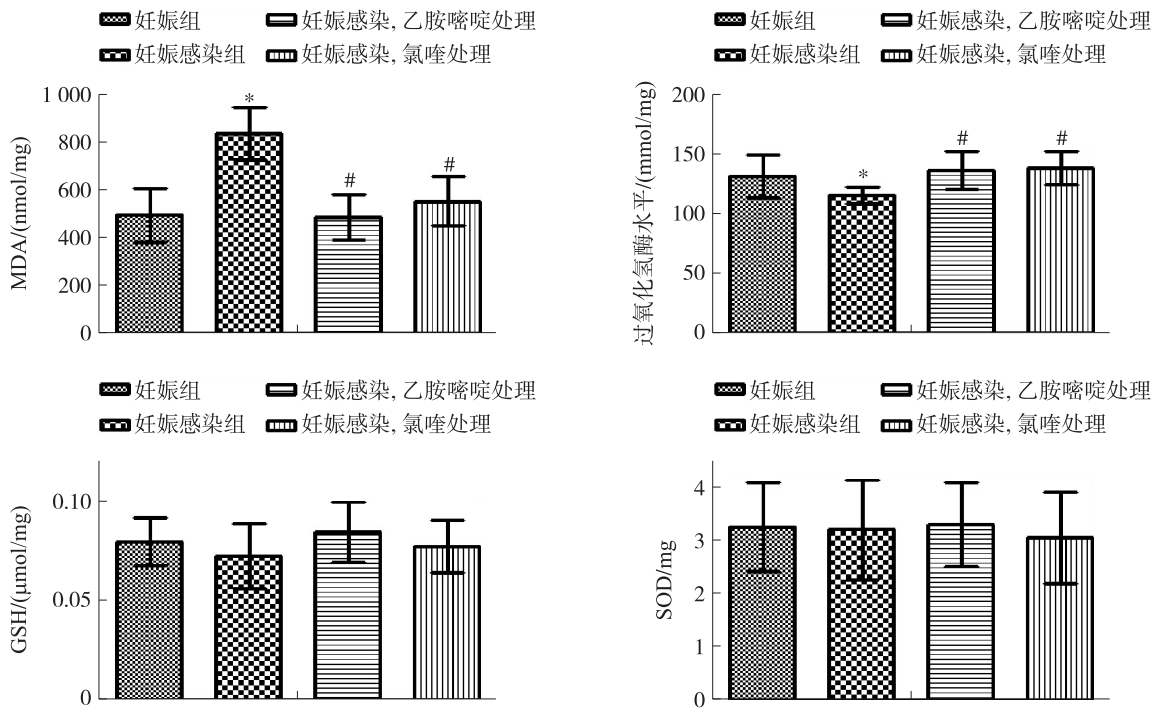 妊娠组 妊娠感染, 乙胺嘧啶处理
妊娠感染组 妊娠感染, 氯喹处理
1 000
800
600
400
200
0
MDA/(nmol/mg)
*
#
#
妊娠组 妊娠感染, 乙胺嘧啶处理
妊娠感染组 妊娠感染, 氯喹处理
200
150
100
50
0
过氧化氢酶水平/(mmol/mg)
*
#
#
妊娠组 妊娠感染, 乙胺嘧啶处理
妊娠感染组 妊娠感染, 氯喹处理
0.10
0.05
0
GSH/(μmol/mg)
妊娠组 妊娠感染, 乙胺嘧啶处理
妊娠感染组 妊娠感染, 氯喹处理
4
3
2
1
0
SOD/mg